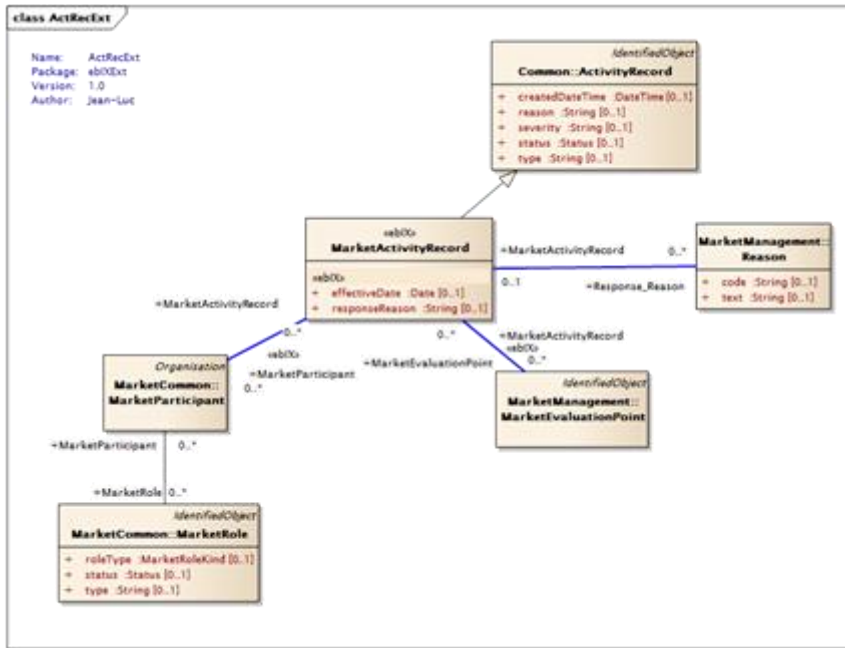 class ActRecExt
Name: ActRecExt
Package: ebIXExt
Version: 1.0
Author: Jean-Luc
IdentifiedObject
Common::ActivityRecord
+ createdDateTime :DateTime [0..1]
+ reason :String [0..1]
+ severity :String [0..1]
+ status :Status [0..1]
+ type :String [0..1]
«ebIX»
MarketActivityRecord
«ebIX»
+ effectiveDate :Date [0..1]
+ responseReason :String [0..1]
+MarketActivityRecord 0..*
0..1 +Response_Reason
MarketManagement::
Reason
+ code :String [0..1]
+ text :String [0..1]
+MarketActivityRecord
0..*
«ebIX»
+MarketParticipant
0..*
0..*
+MarketEvaluationPoint
+MarketActivityRecord
«ebIX»
0..*
Organisation
MarketCommon::
MarketParticipant
IdentifiedObject
MarketManagement::
MarketEvaluationPoint
+MarketParticipant 0..*
+MarketRole 0..*
IdentifiedObject
MarketCommon::MarketRole
+ roleType :MarketRoleKind [0..1]
+ status :Status [0..1]
+ type :String [0..1]